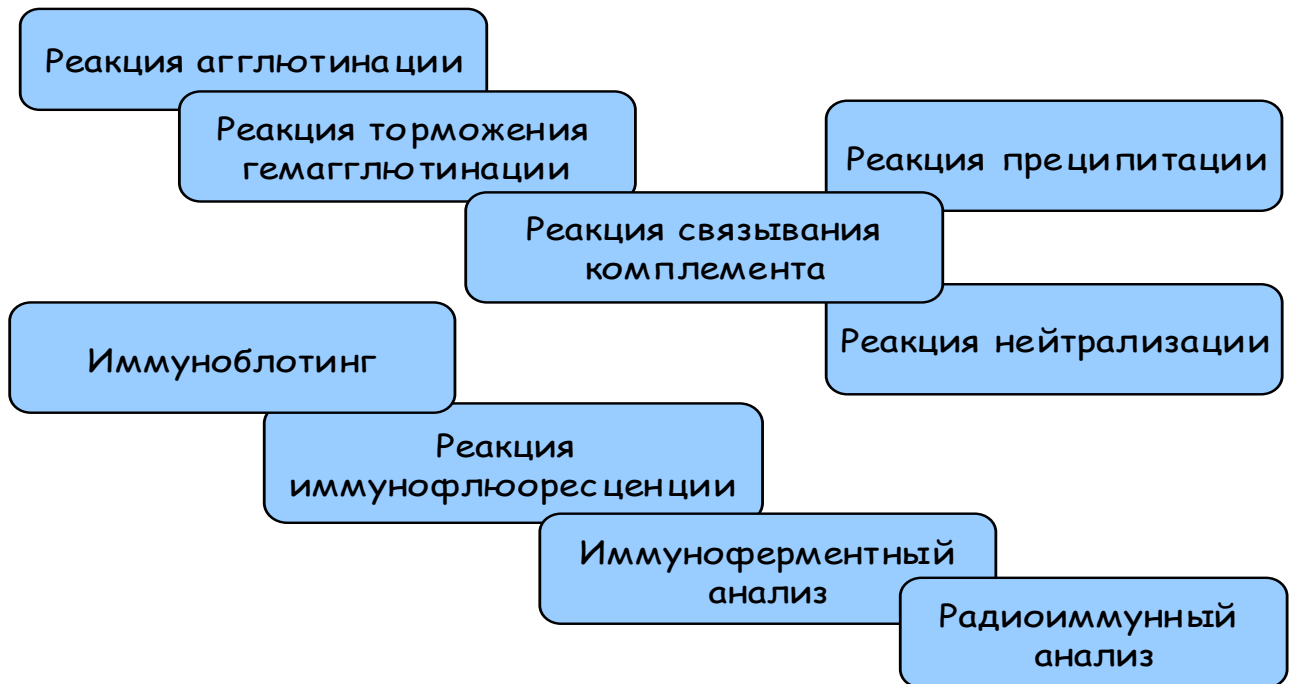 Реакция агглютинации
Реакция торможения
гемагглютинации
Реакция преципитации
Реакция связывания
комплемента
Реакция нейтрализации
Иммуноблотинг
Реакция
иммунофлюоресценции
Иммуноферментный
анализ
Радиоиммунный
анализ